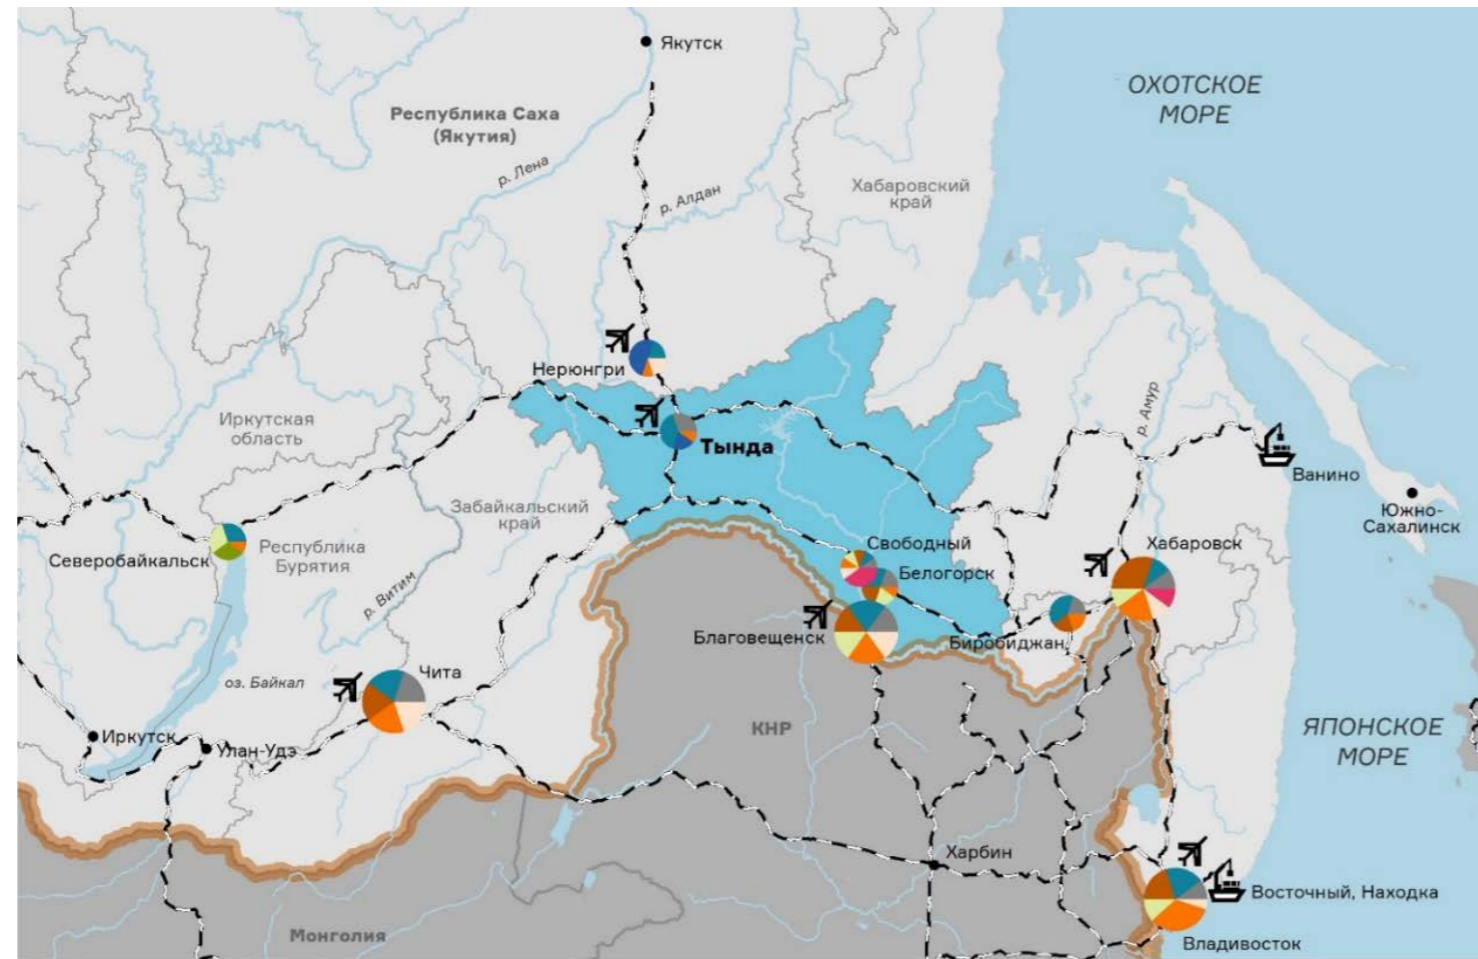 Якутск
ОХОТСКОЕ
МОРЕ
Республика Саха
(Якутия)
р. Лена
р. Алдан
Хабаровский
край
Нерюнгри
р. Амур
Иркутская
область
Тында
Ванино
Забайкальский
край
Южно-
Сахалинск
Свободный
Хабаровск
Республика
Бурятия
Северобайкальск
Белогорск
р. Витим
Благовещенск
Биробиджан
Чита
оз. Байкал
КНР
ЯПОНСКОЕ
МОРЕ
Иркутск
Улан-Удэ
Харбин
Восточный, Находка
Монголия
Владивосток